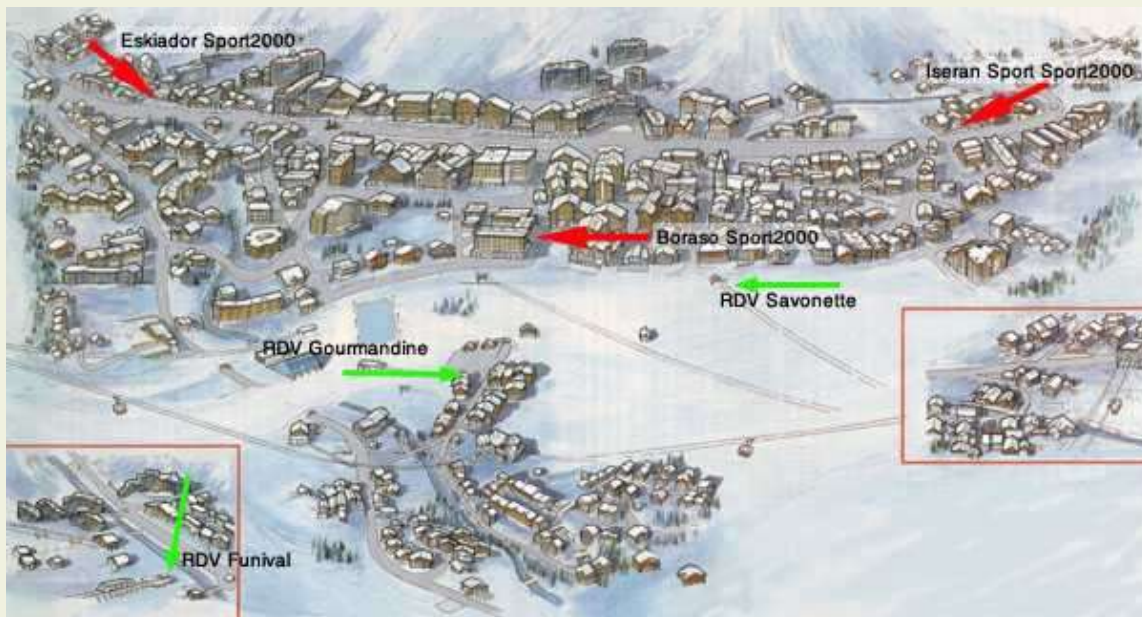 Eskiador Sport2000
Iseran Sport Sport2000
Boraso Sport2000
RDV Savonette
RDV Gourmandine
RDV Funival